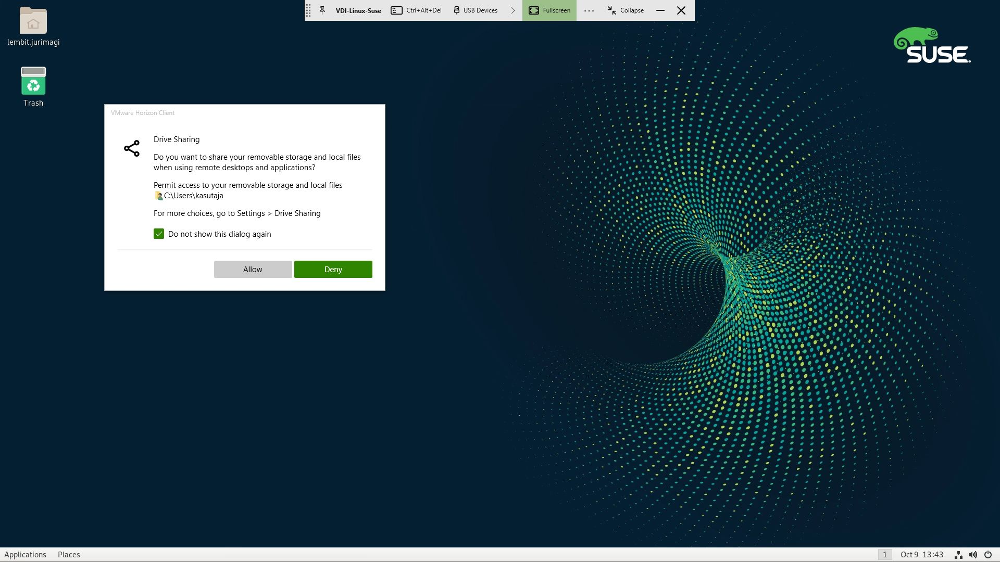 VDI-Linux-Suse Ctrl+Alt+Del USB Devices Fullscreen ... Collapse
lembit.jurimagi
SUSE.
Trash
VMware Horizon Client
Drive Sharing
Do you want to share your removable storage and local files
when using remote desktops and applications?
Permit access to your removable storage and local files
C:\Users\kasutaja
For more choices, go to Settings > Drive Sharing
Do not show this dialog again
Allow Deny
Applications Places 1 Oct 9 13:43